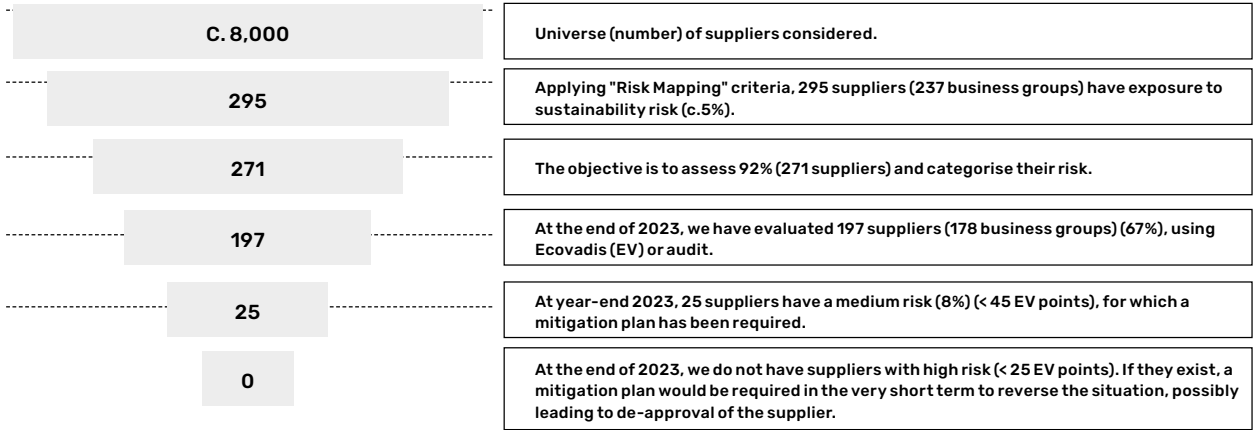 C. 8,000
Universe (number) of suppliers considered.
295
Applying "Risk Mapping" criteria, 295 suppliers (237 business groups) have exposure to
sustainability risk (c.5%).
271
The objective is to assess 92% (271 suppliers) and categorise their risk.
197
At the end of 2023, we have evaluated 197 suppliers (178 business groups) (67%), using
Ecovadis (EV) or audit.
25
At year-end 2023, 25 suppliers have a medium risk (8%) (< 45 EV points), for which a
mitigation plan has been required.
0
At the end of 2023, we do not have suppliers with high risk (< 25 EV points). If they exist, a
mitigation plan would be required in the very short term to reverse the situation, possibly
leading to de-approval of the supplier.